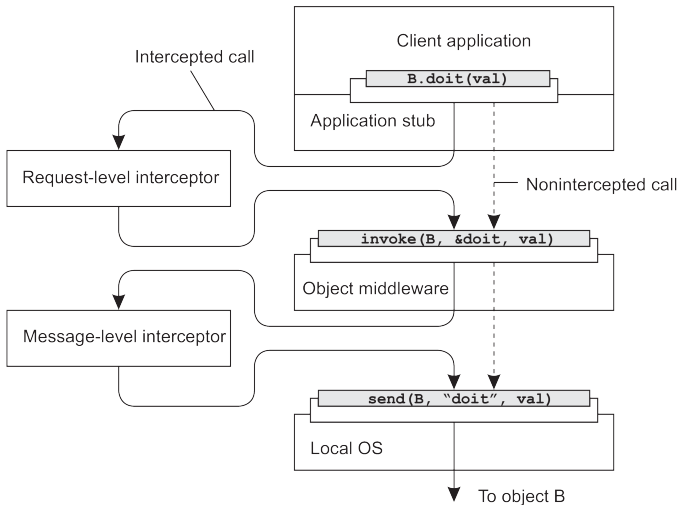 Client application
Intercepted call
B.doit(val)
Application stub
Request-level interceptor
Nonintercepted call
invoke(B, &doit, val)
Object middleware
Message-level interceptor
send(B, “doit”, val)
Local OS
To object B